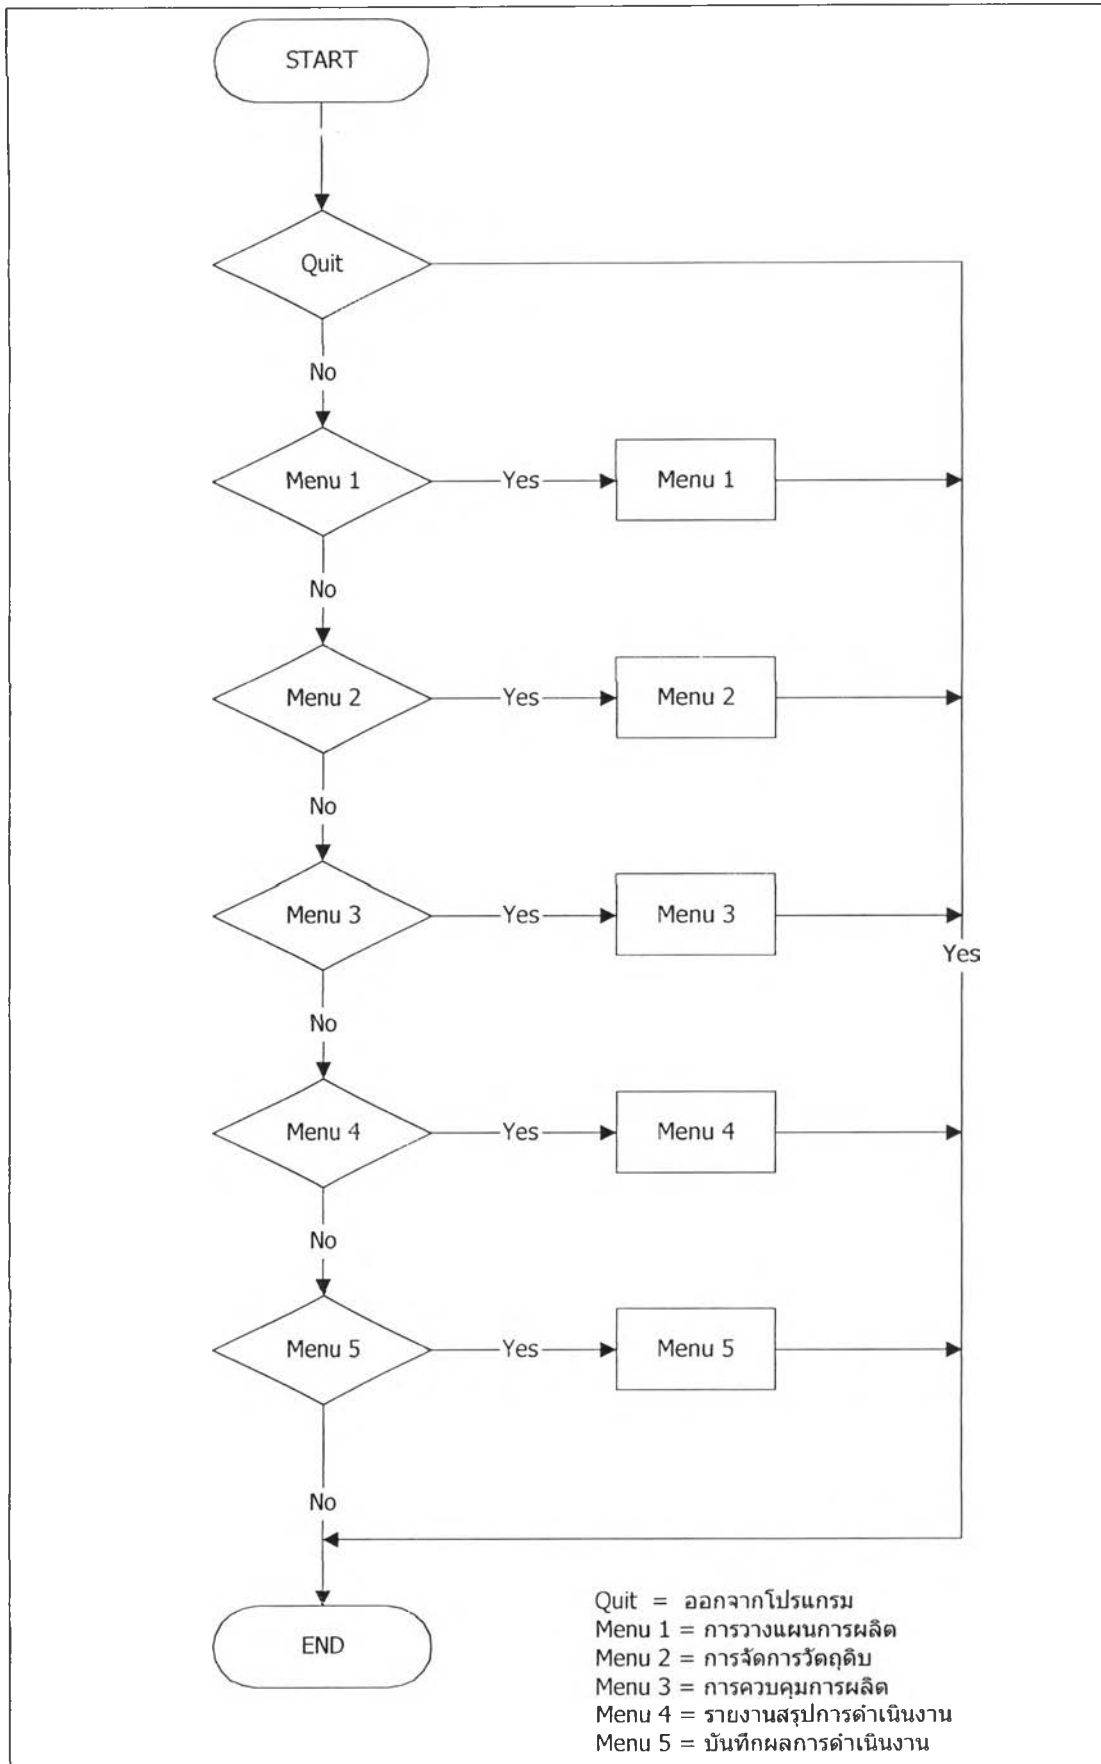 START
Quit
No
Menu 1
Yes
Menu 1
No
Menu 2
Yes
Menu 2
No
Menu 3
Yes
Menu 3
Yes
No
Menu 4
Yes
Menu 4
No
Menu 5
Yes
Menu 5
No
END
Quit = ออกจากโปรแกรม
Menu 1 = การวางแผนการผลิต
Menu 2 = การจัดการวัตถุดิบ
Menu 3 = การควบคุมการผลิต
Menu 4 = รายงานสรุปการดำเนินงาน
Menu 5 = บันทึกผลการดำเนินงาน